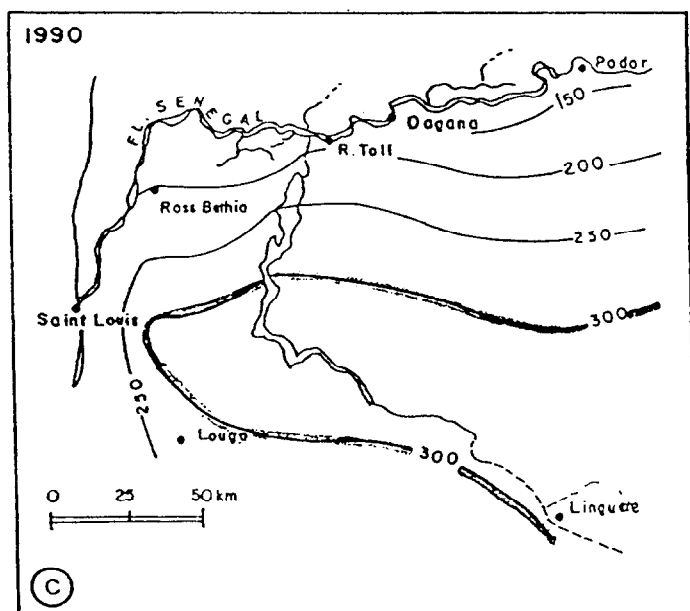 1990
Podor
150
FL. SENEGAL
Dagana
R. Toll
200
Ross Bethio
250
Saint Louis
300
250
Louga
300
0 25 50 km
Linguere
C